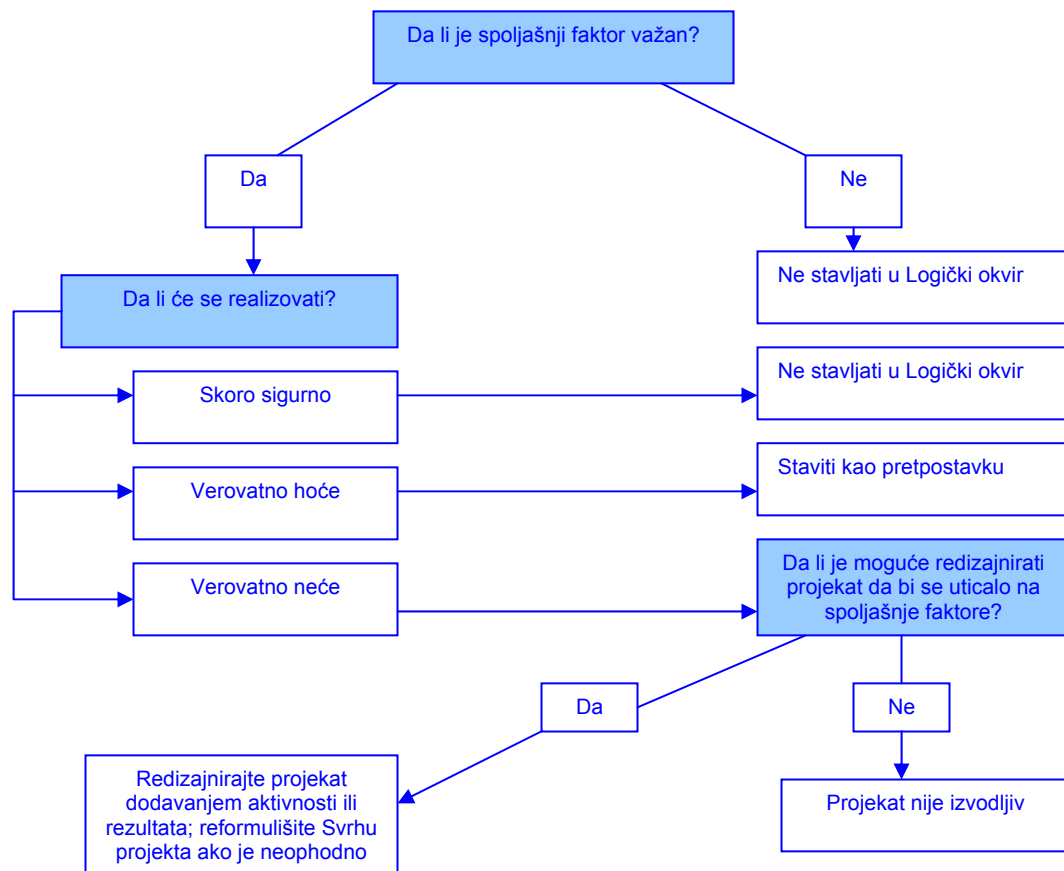 Da li je spoljašnji faktor važan?
Da
Ne
Da li će se realizovati?
Ne stavljati u Logički okvir
Skoro sigurno
Ne stavljati u Logički okvir
Verovatno hoće
Staviti kao pretpostavku
Verovatno neće
Da li je moguće redizajnirati
projekat da bi se uticalo na
spoljašnje faktore?
Da
Ne
Redizajnirajte projekat
dodavanjem aktivnosti ili
rezultata; reformulišite Svrhu
projekta ako je neophodno
Projekat nije izvodljiv